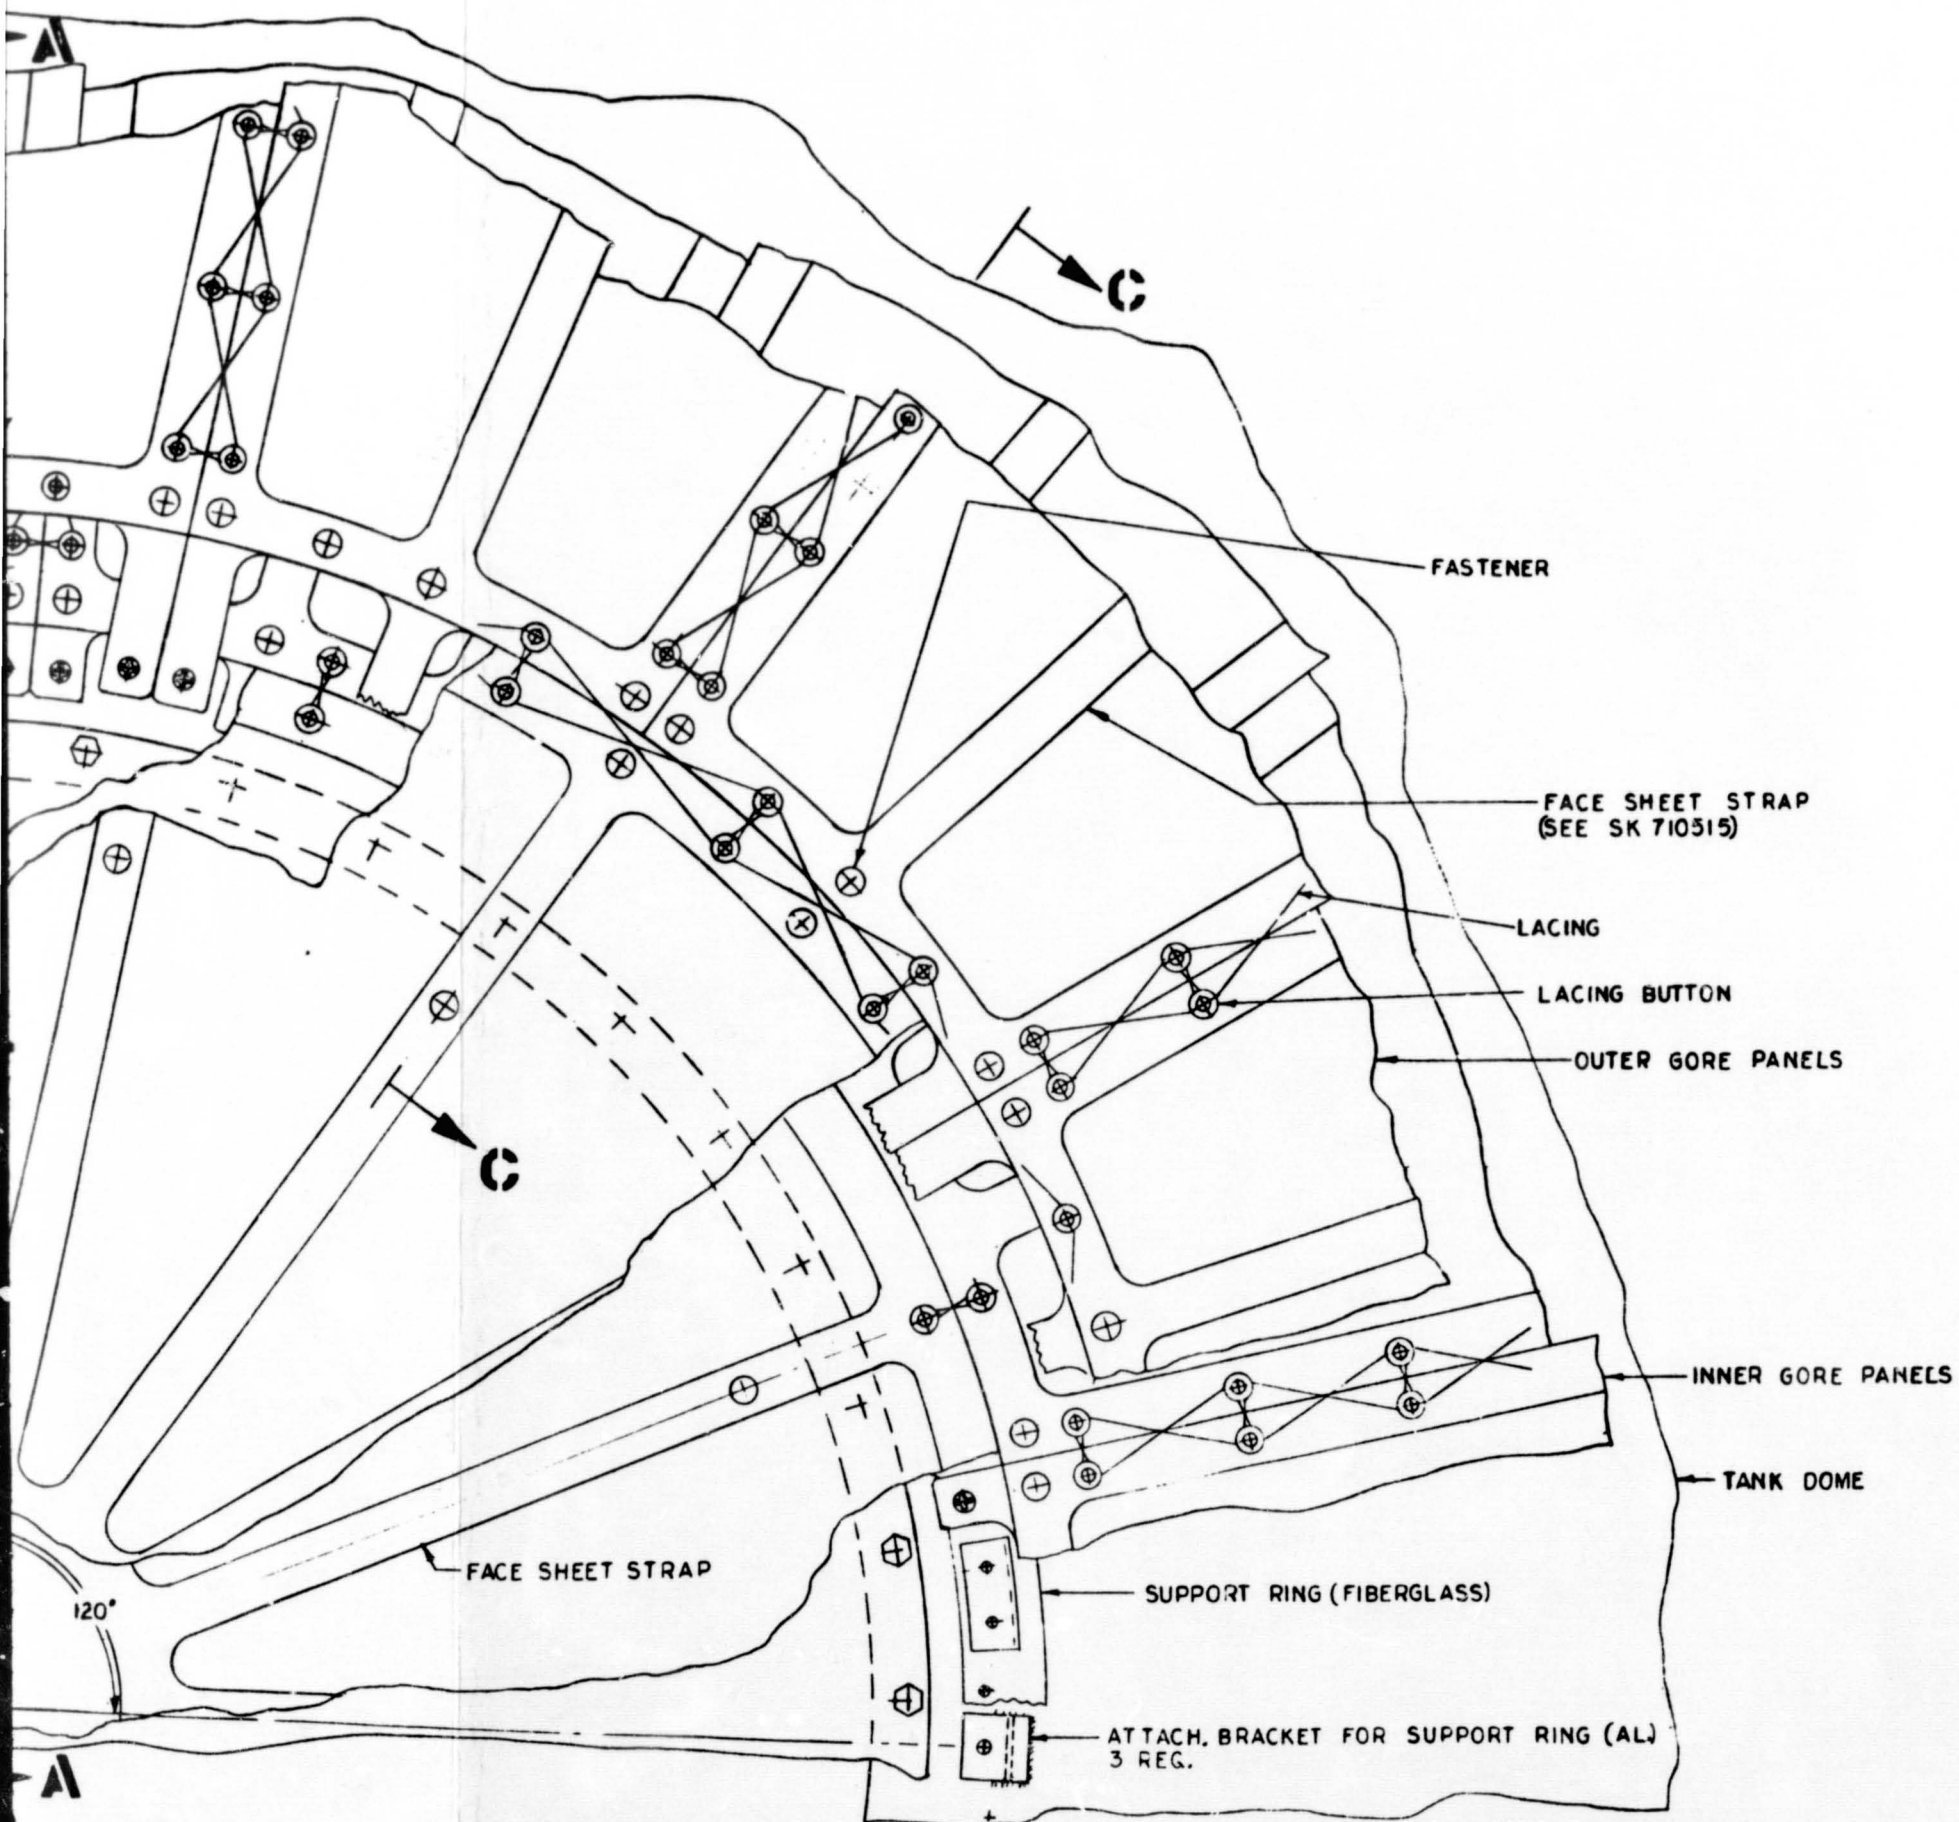 A
C
FASTENER
FACE SHEET STRAP
(SEE SK 710515)
LACING
LACING BUTTON
OUTER GORE PANELS
C
INNER GORE PANELS
TANK DOME
FACE SHEET STRAP
120°
SUPPORT RING (FIBERGLASS)
ATTACH. BRACKET FOR SUPPORT RING (AL)
3 REG.
A